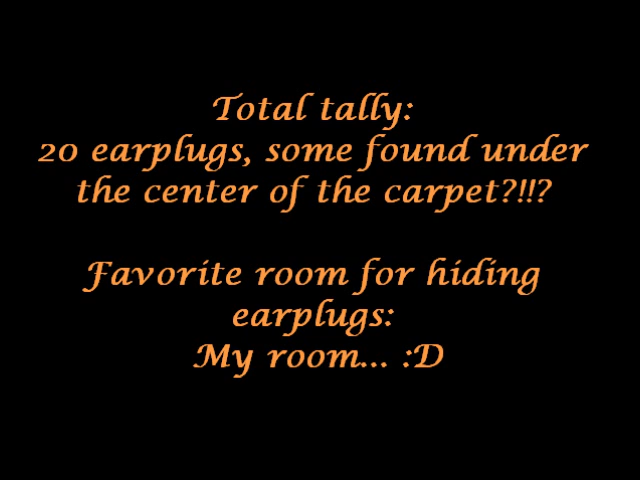 Total tally:
20 earplugs, some found under
the center of the carpet?!!?
Favorite room for hiding
earplugs:
My room... :D